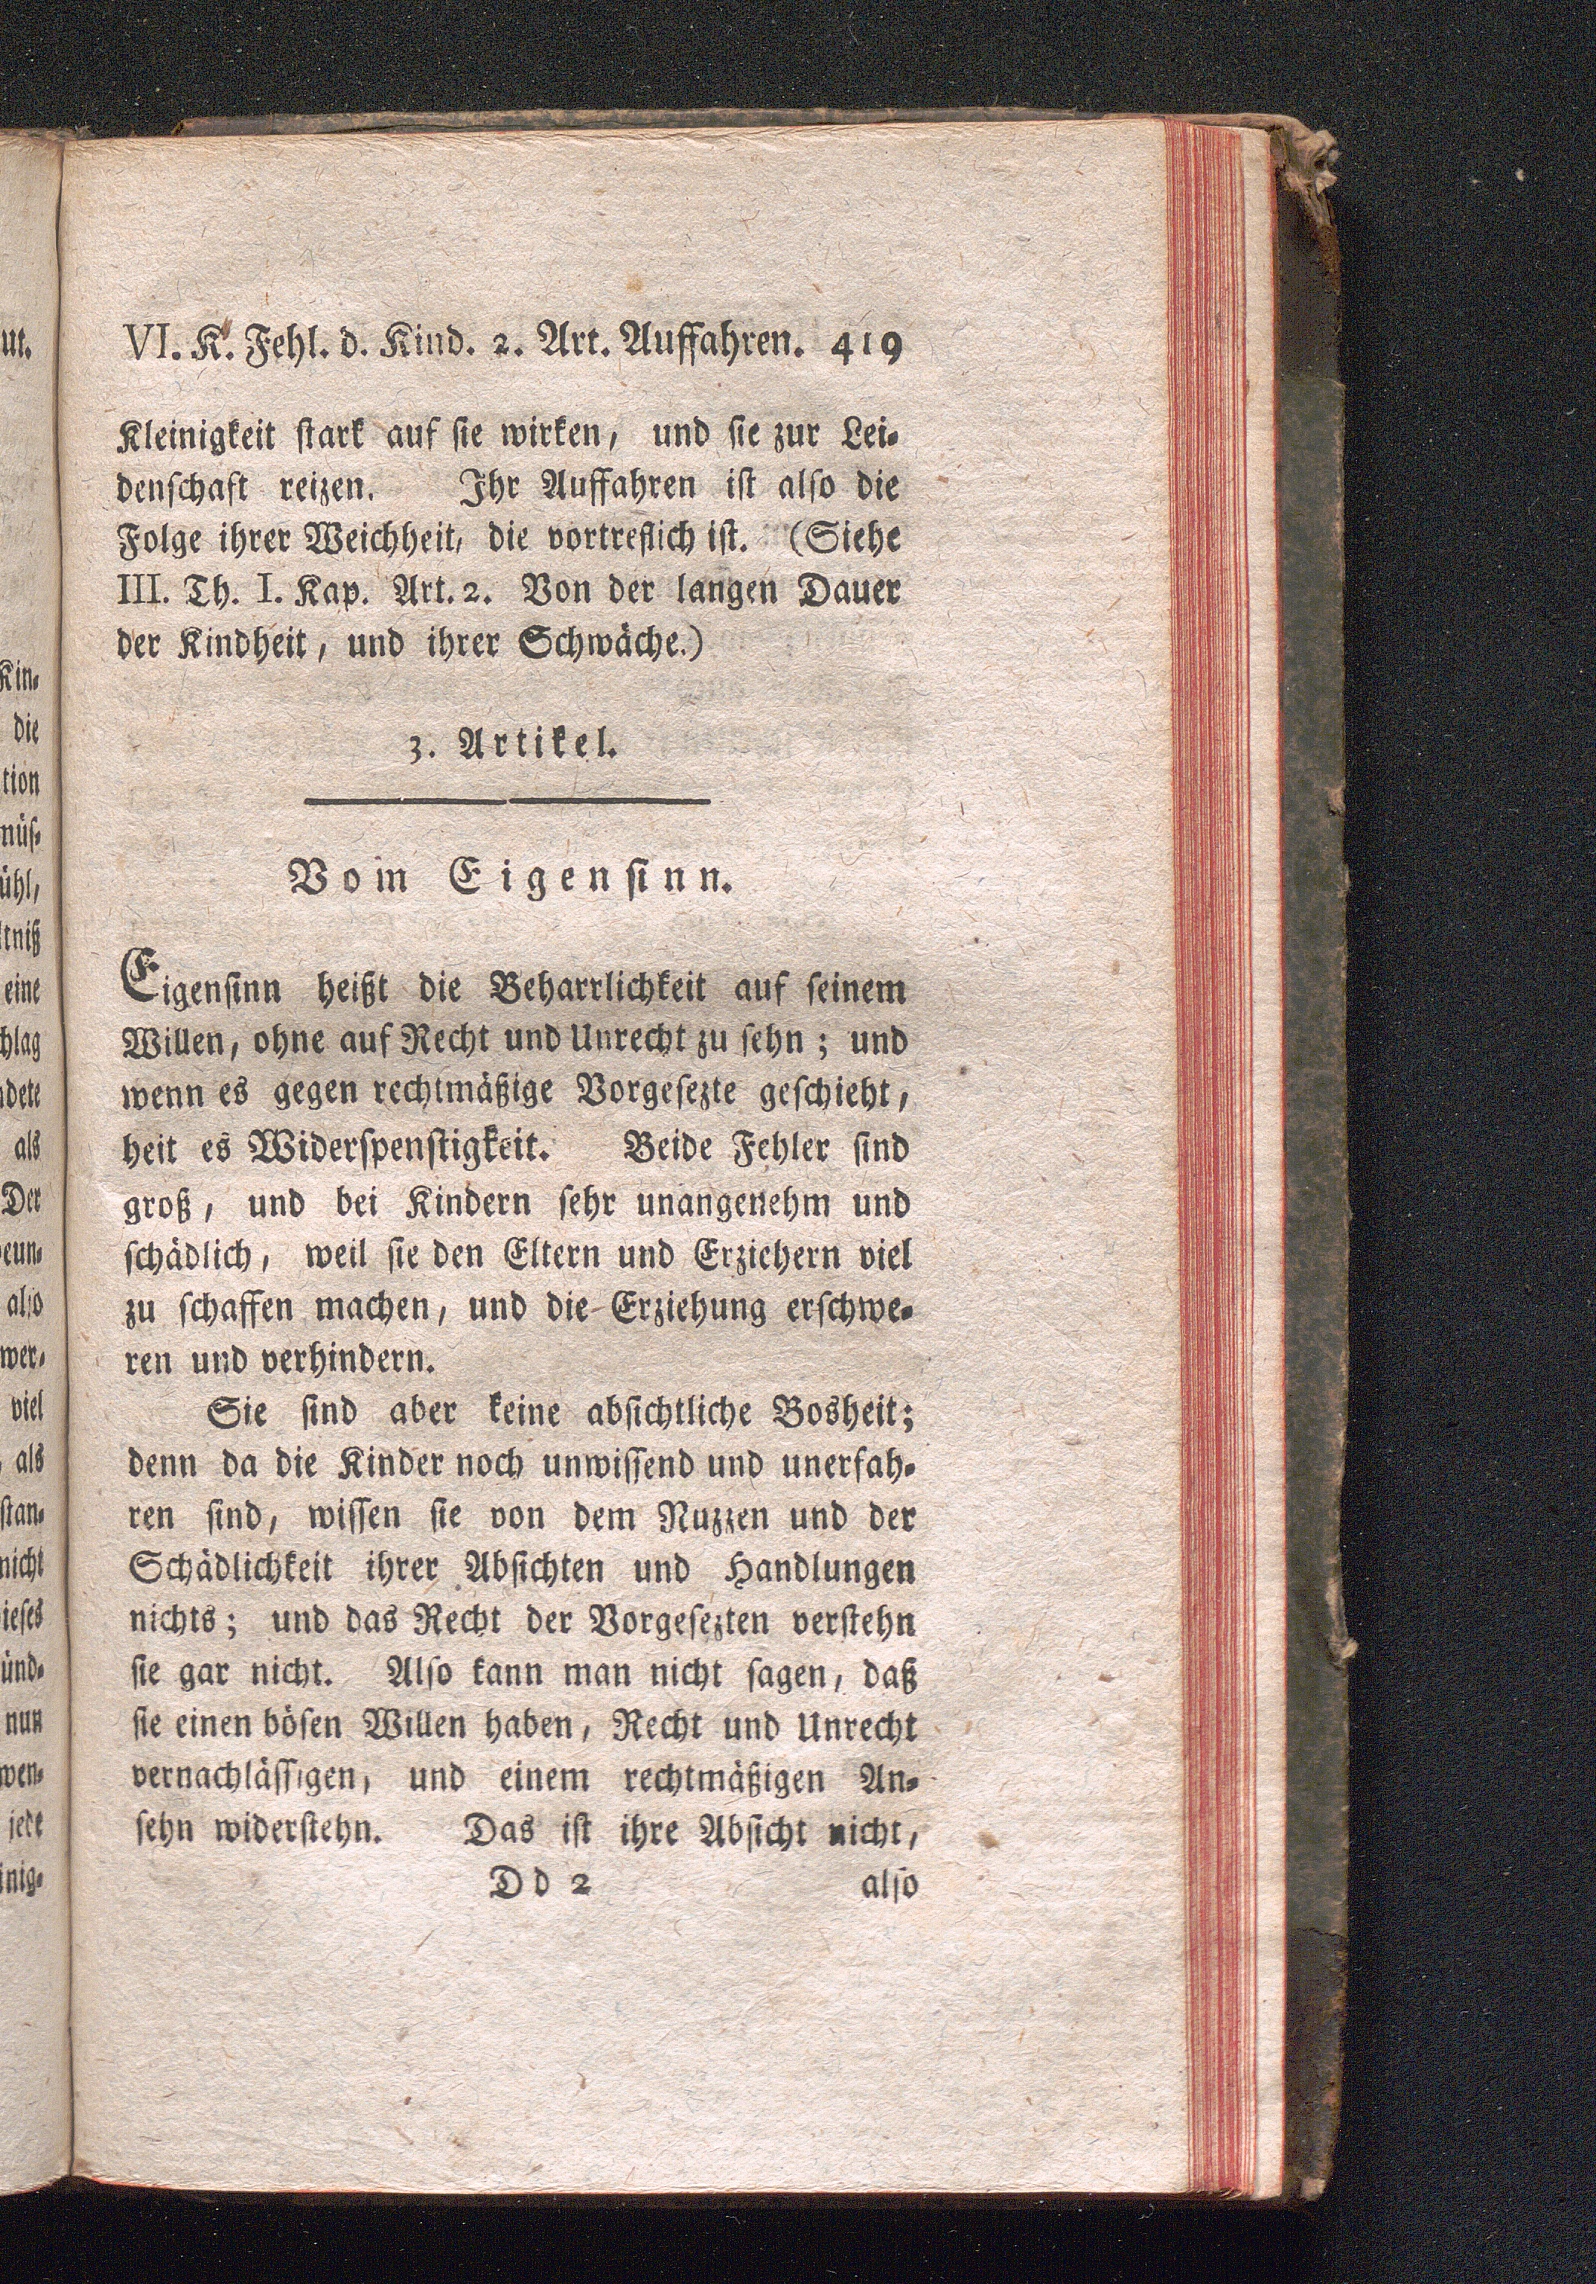 VI. K. Fehl. d. Kind. 2. Art. Auffahren. 419
Kleinigkeit stark auf sie wirken, und sie zur Lei-
denschaft reizen. Ihr Auffahren ist also die
Folge ihrer Weichheit, die vortreflich ist. (Siehe
III. Th. I. Kap. Art. 2. Von der langen Dauer
der Kindheit, und ihrer Schwäche.)
3. Artikel.
Vom Eigensinn.
Eigensinn heißt die Beharrlichkeit auf seinem
Willen, ohne auf Recht und Unrecht zu sehn; und
wenn es gegen rechtmäßige Vorgesezte geschieht,
heit es Widerspenstigkeit. Beide Fehler sind
groß, und bei Kindern sehr unangenehm und
schädlich, weil sie den Eltern und Erziehern viel
zu schaffen machen, und die Erziehung erschwe-
ren und verhindern.
Sie sind aber keine absichtliche Bosheit;
denn da die Kinder noch unwissend und unerfah-
ren sind, wissen sie von dem Nuzzen und der
Schädlichkeit ihrer Absichten und Handlungen
nichts; und das Recht der Vorgesezten verstehn
sie gar nicht. Also kann man nicht sagen, daß
sie einen bösen Willen haben, Recht und Unrecht
vernachlässigen, und einem rechtmäßigen An-
sehn widerstehn. Das ist ihre Absicht nicht,
Dd 2 also